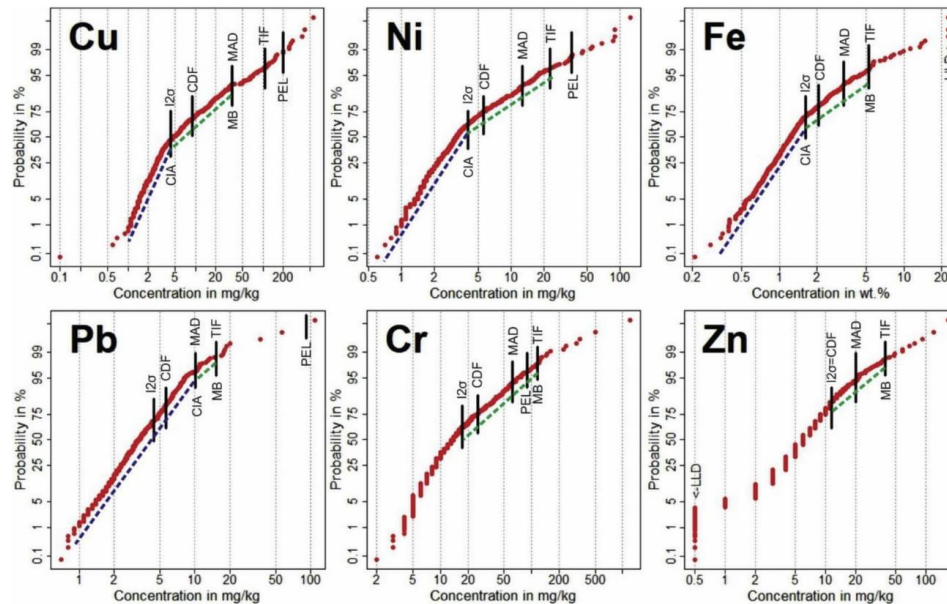 Cu
Ni
Fe
Probability in %
99
95
75
50
25
5
1
0.1
I2σ
CIA
CDF
MAD
MB
TIF
PEL
0.1
1
2
5
20
50
200
Concentration in mg/kg
Probability in %
99
95
75
50
25
5
1
0.1
I2σ
CIA
CDF
MAD
TIF
PEL
0.6
1
2
5
10
20
50
100
Concentration in mg/kg
Probability in %
99
95
75
50
25
5
1
0.1
I2σ
CIA
CDF
MAD
TIF
MB
0.2
0.5
1
2
5
10
20
Concentration in wt.%
Pb
Cr
Zn
Probability in %
99
95
75
50
25
5
1
0.1
I2σ
CDF
MAD
CIA
TIF
MB
PEL
1
2
5
10
20
50
100
Concentration in mg/kg
Probability in %
99
95
75
50
25
5
1
0.1
I2σ
CDF
MAD
PEL
TIF
MB
2
5
10
20
50
100
500
Concentration in mg/kg
Probability in %
99
95
75
50
25
5
1
0.1
<-LLD
I2σ=CDF
MAD
TIF
MB
0.5
1
2
5
10
20
50
100
Concentration in mg/kg